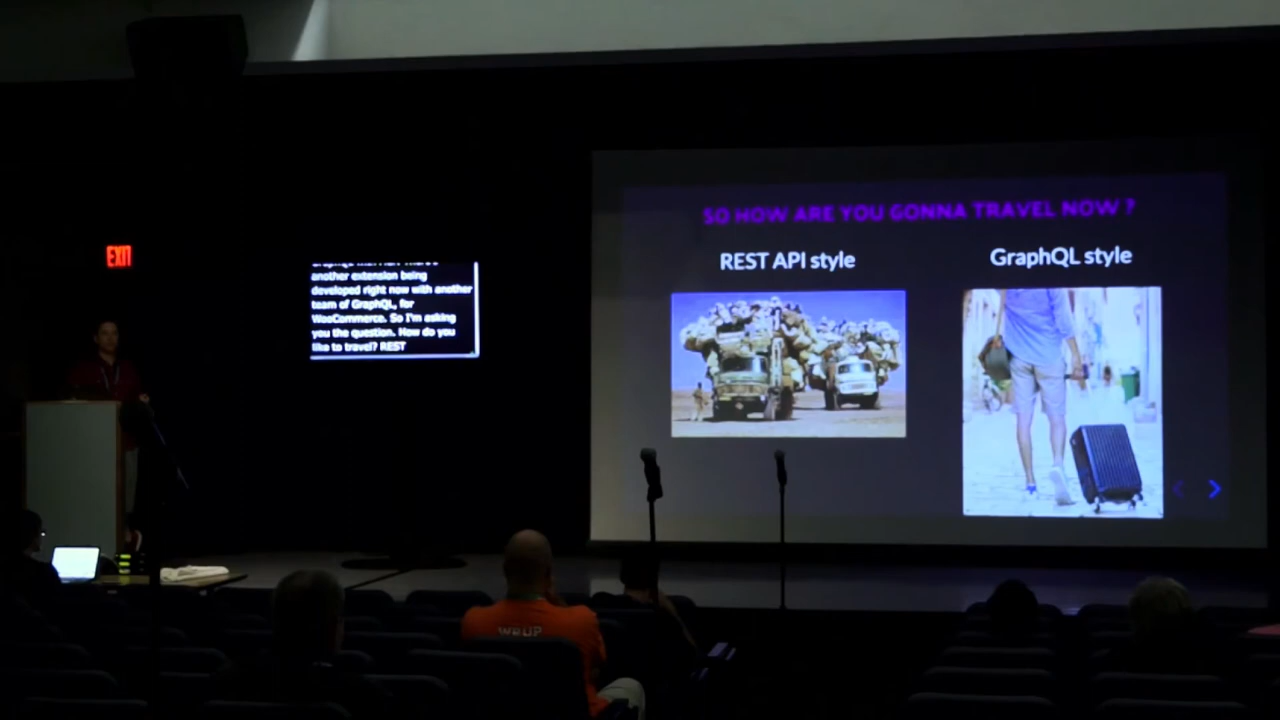 SO HOW ARE YOU GONNA TRAVEL NOW ?
REST API style
GraphQL style
EXIT
another extension being
developed right now with another
team of GraphQL, for
WooCommerce. So I'm asking
you the question. How do you
like to travel? REST